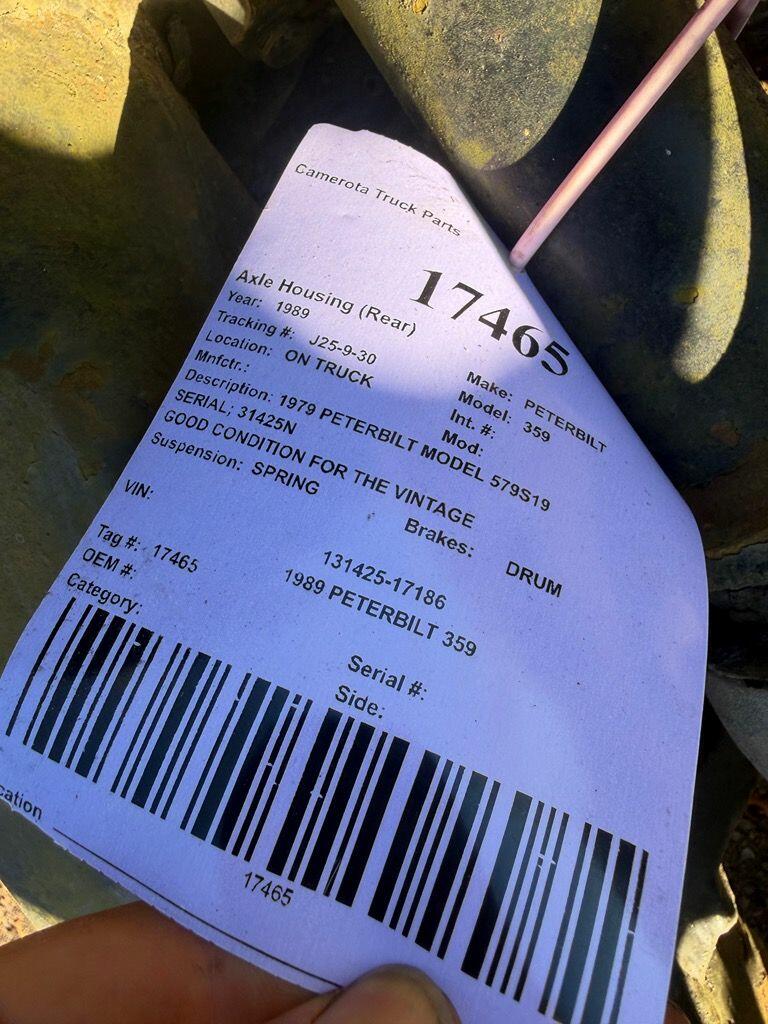 Camerota Truck Parts
17465
Axle Housing (Rear)
Year: 1989
Make: PETERBILT
Tracking #: J25-9-30
Model: 359
Location: ON TRUCK
Int. #:
Mnfctr.:
Mod:
Description: 1979 PETERBILT MODEL 579S19
SERIAL; 31425N
GOOD CONDITION FOR THE VINTAGE
Suspension: SPRING
Brakes: DRUM
VIN:
131425-17186
Tag #: 17465
1989 PETERBILT 359
OEM #:
Serial #:
Category:
Side:
17465
cation